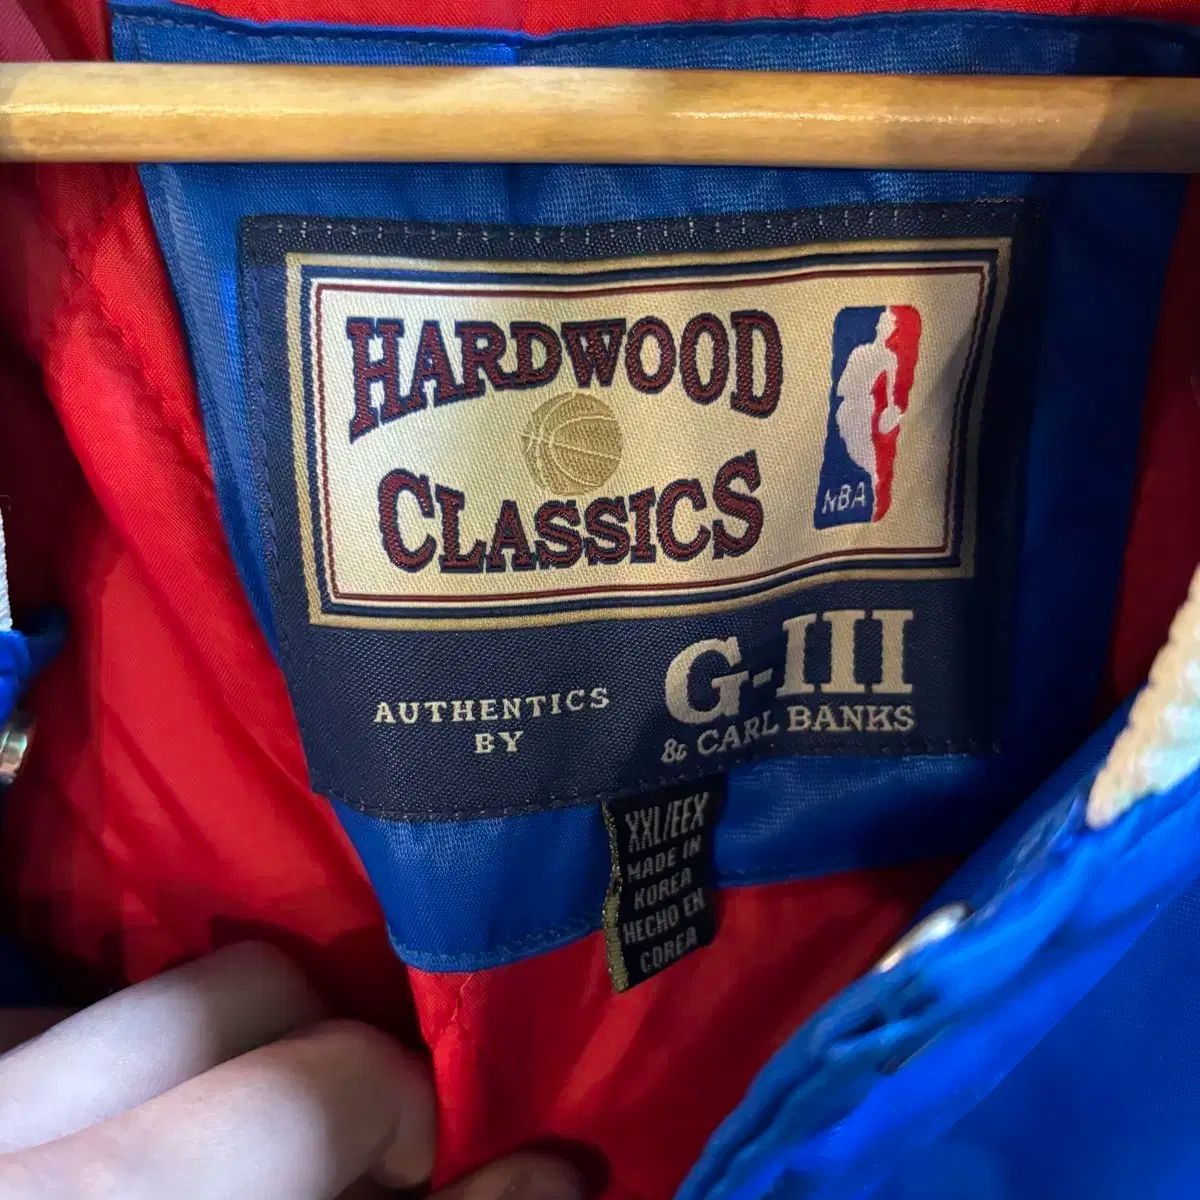 HARDWOOD
CLASSICS
NBA
AUTHENTICS
BY
G-III
& CARL BANKS
XXL/EEX
MADE IN
KOREA
HECHO EN
COREA